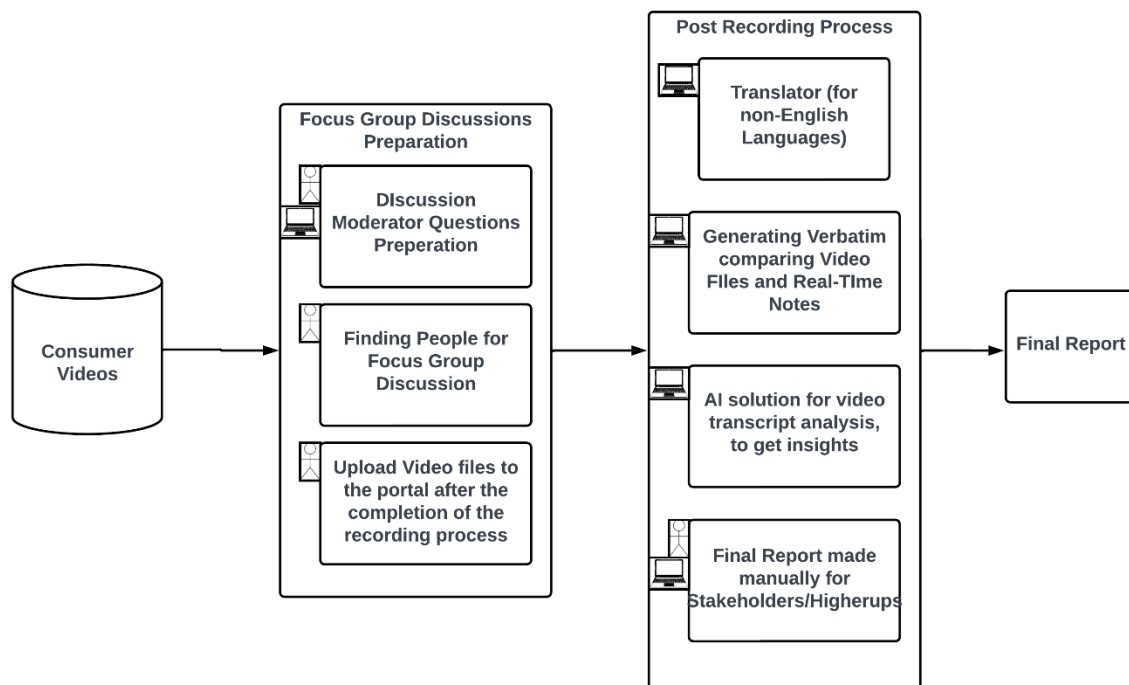 Consumer
Videos
Focus Group Discussions
Preparation
DIscussion
Moderator Questions
Preperation
Finding People for
Focus Group
Discussion
Upload Video files to
the portal after the
completion of the
recording process
Post Recording Process
Translator (for
non-English
Languages)
Generating Verbatim
comparing Video
FIles and Real-TIme
Notes
AI solution for video
transcript analysis,
to get insights
Final Report made
manually for
Stakeholders/Higherups
Final Report